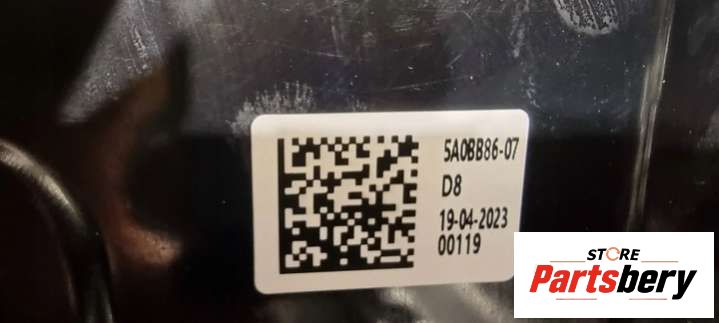 5A0BB86-07
D8
19-04-2023
00119
STORE
Partsbery